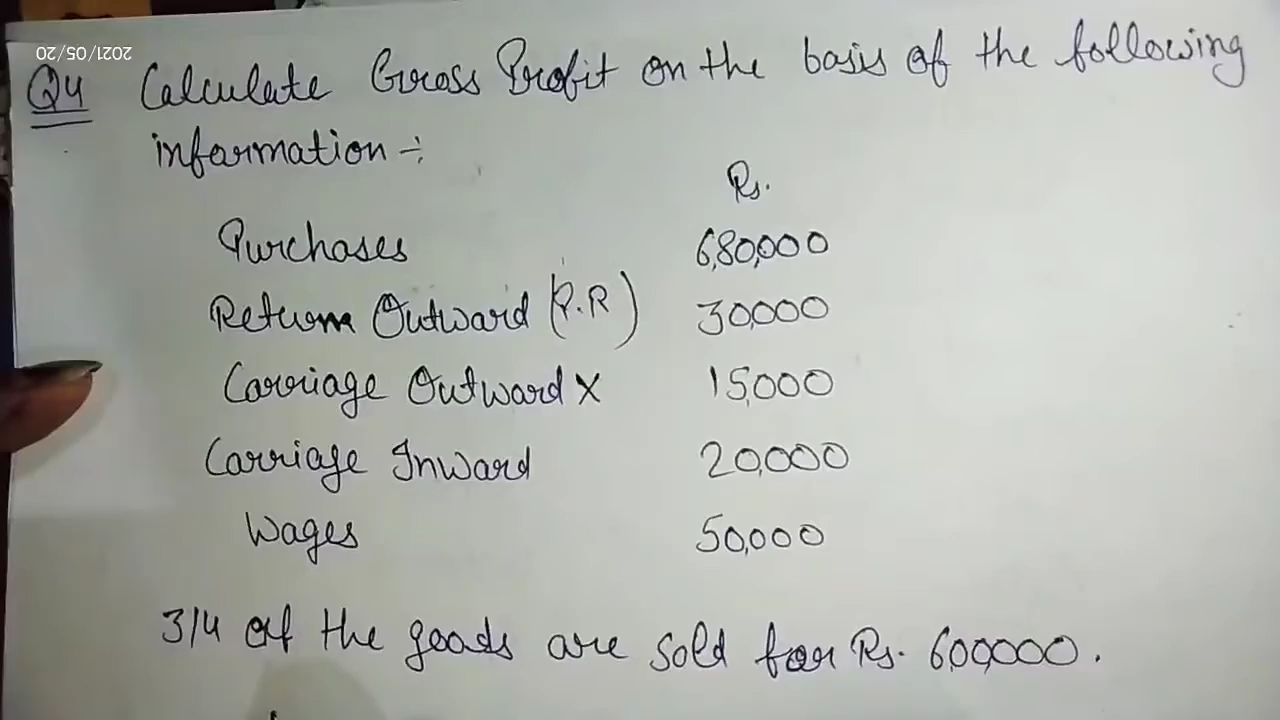 2021/05/20
Q4 Calculate Gross Profit on the basis of the following
information :-
Rs.
Purchases 6,80,000
Return Outward (P.R) 30,000
Carriage Outward X 15,000
Carriage Inward 20,000
Wages 50,000
3/4 of the goods are sold for Rs. 6,00,000.